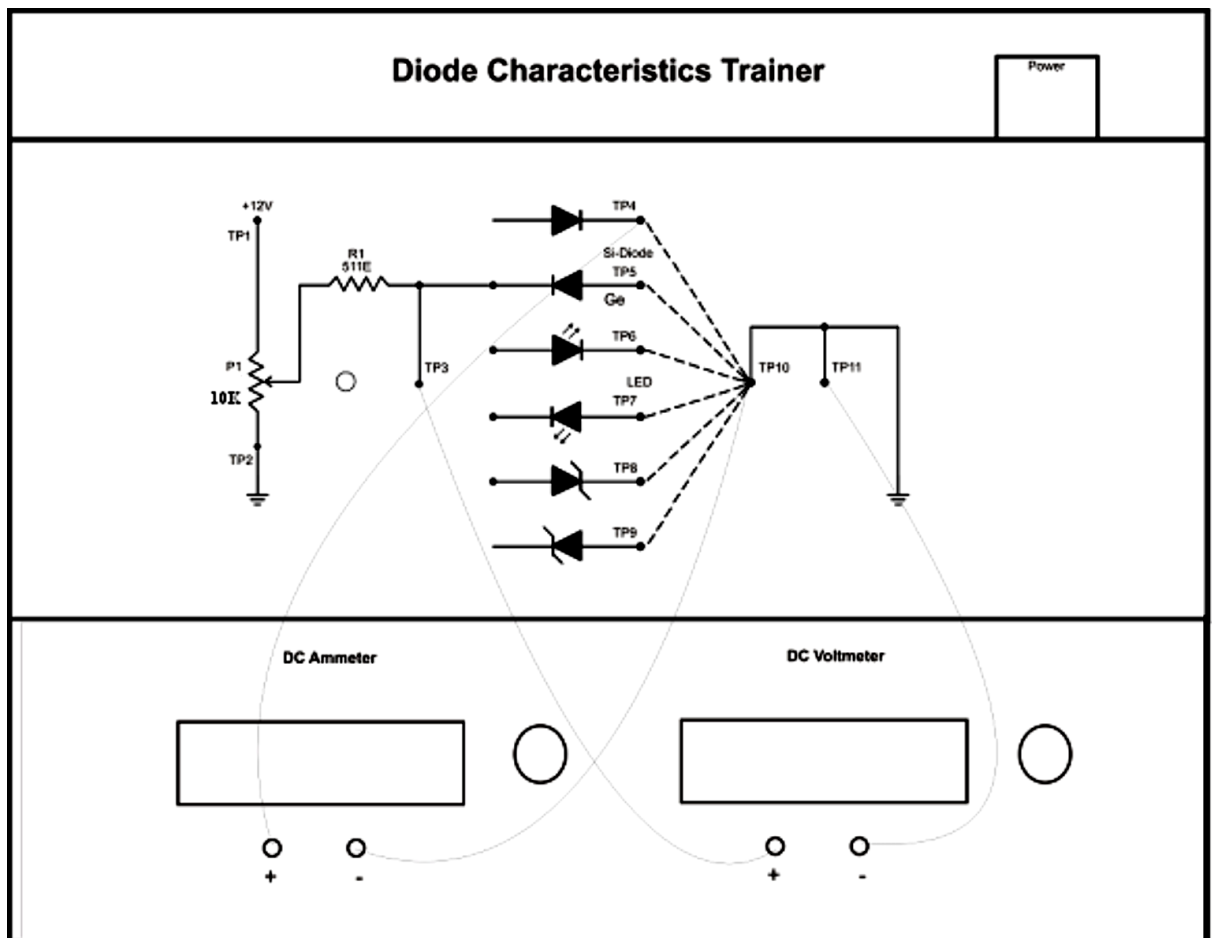 Diode Characteristics Trainer
Power
+12V
TP1
R1
511E
P1
10K
TP2
TP3
TP4
Si-Diode
TP5
Ge
TP6
LED
TP7
TP8
TP9
TP10
TP11
DC Ammeter
DC Voltmeter
+
-
+
-